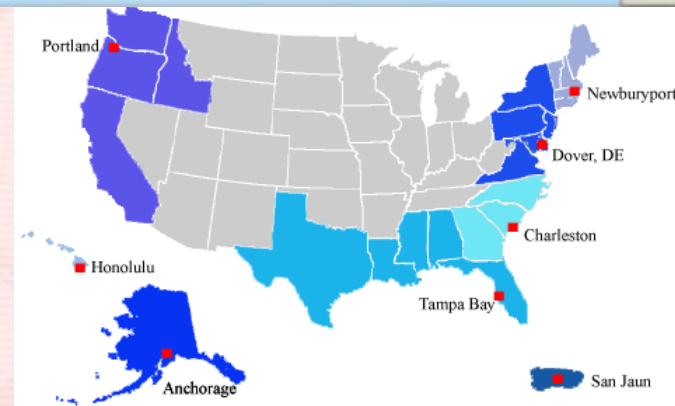 Portland
Newburyport
Dover, DE
Charleston
Honolulu
Tampa Bay
Anchorage
San Jaun